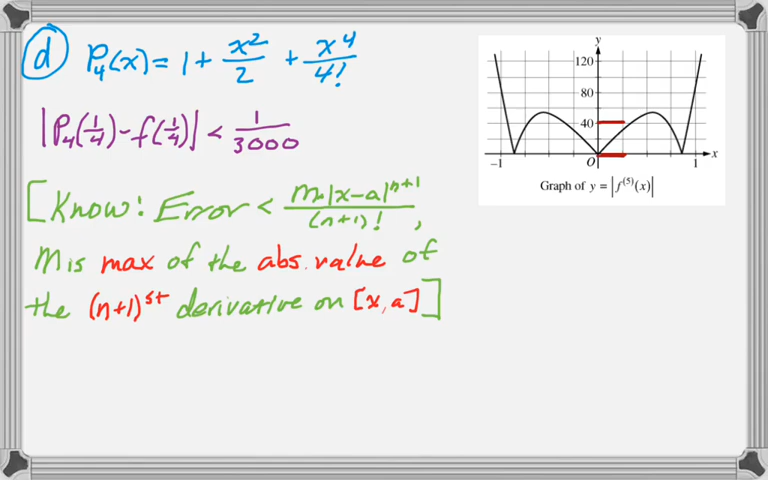 d P₄(x) = 1 + x²/2 + x⁴/4!
|P₄(1/4) - f(1/4)| < 1/3000
[Know: Error < m·|x-a|ⁿ⁺¹/(n+1)! ,
M is max of the abs. value of
the (n+1)ˢᵗ derivative on [x, a]]
y
120
80
40
-1 O 1 x
Graph of y = |f⁽⁵⁾(x)|